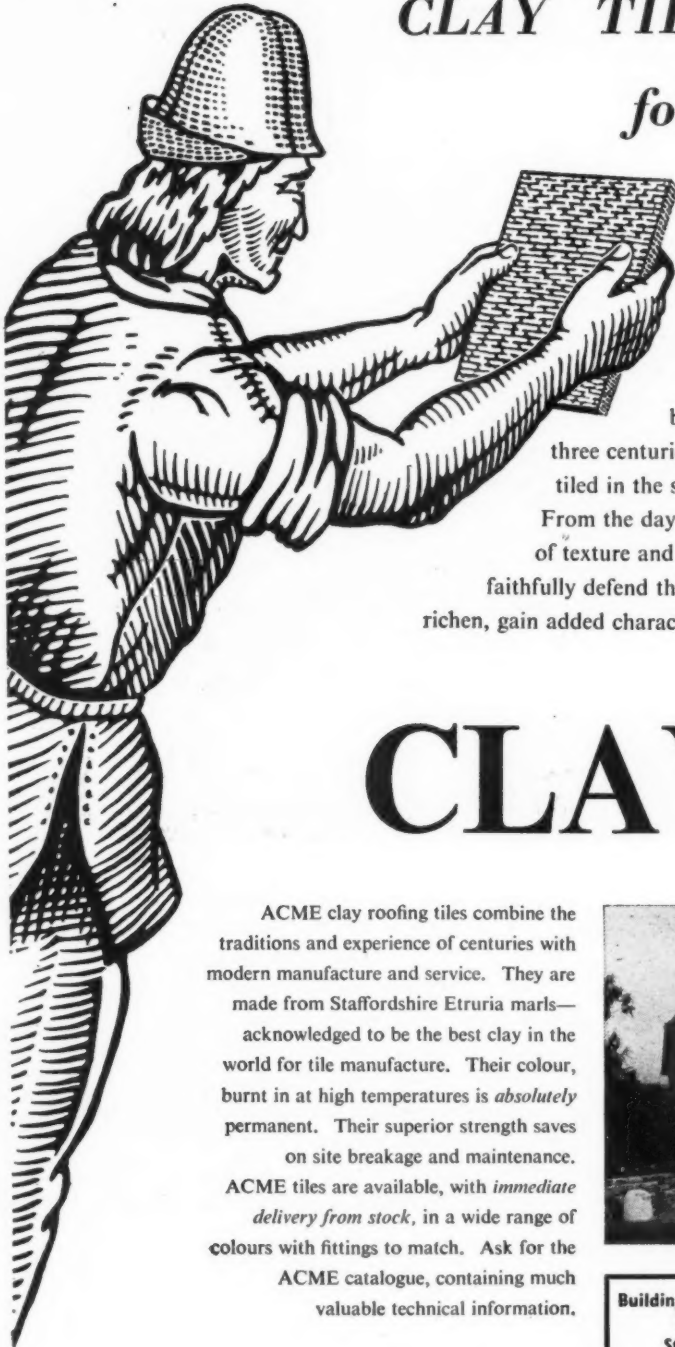 CLAY
fo
three centuri
tiled in the s
From the day
of texture and
faithfully defend th
richen, gain added charac
CLA
ACME clay roofing tiles combine the
traditions and experience of centuries with
modern manufacture and service. They are
made from Staffordshire Etruria marls—
acknowledged to be the best clay in the
world for tile manufacture. Their colour,
burnt in at high temperatures is absolutely
permanent. Their superior strength saves
on site breakage and maintenance.
ACME tiles are available, with immediate
delivery from stock, in a wide range of
colours with fittings to match. Ask for the
ACME catalogue, containing much
valuable technical information.
Buildin